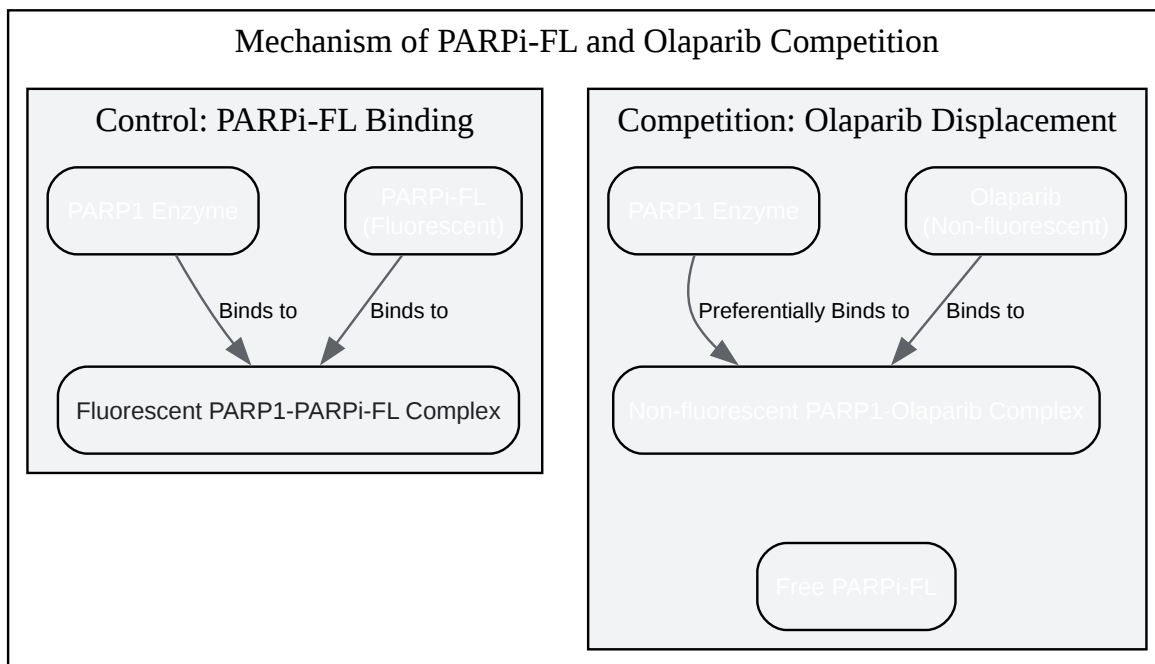 Mechanism of PARPi-FL and Olaparib Competition
Control: PARPi-FL Binding
PARP1 Enzyme
PARPi-FL
(Fluorescent)
Binds to
Binds to
Fluorescent PARP1-PARPi-FL Complex
Competition: Olaparib Displacement
PARP1 Enzyme
Olaparib
(Non-fluorescent)
Preferentially Binds to
Binds to
Non-fluorescent PARP1-Olaparib Complex
Free PARPi-FL